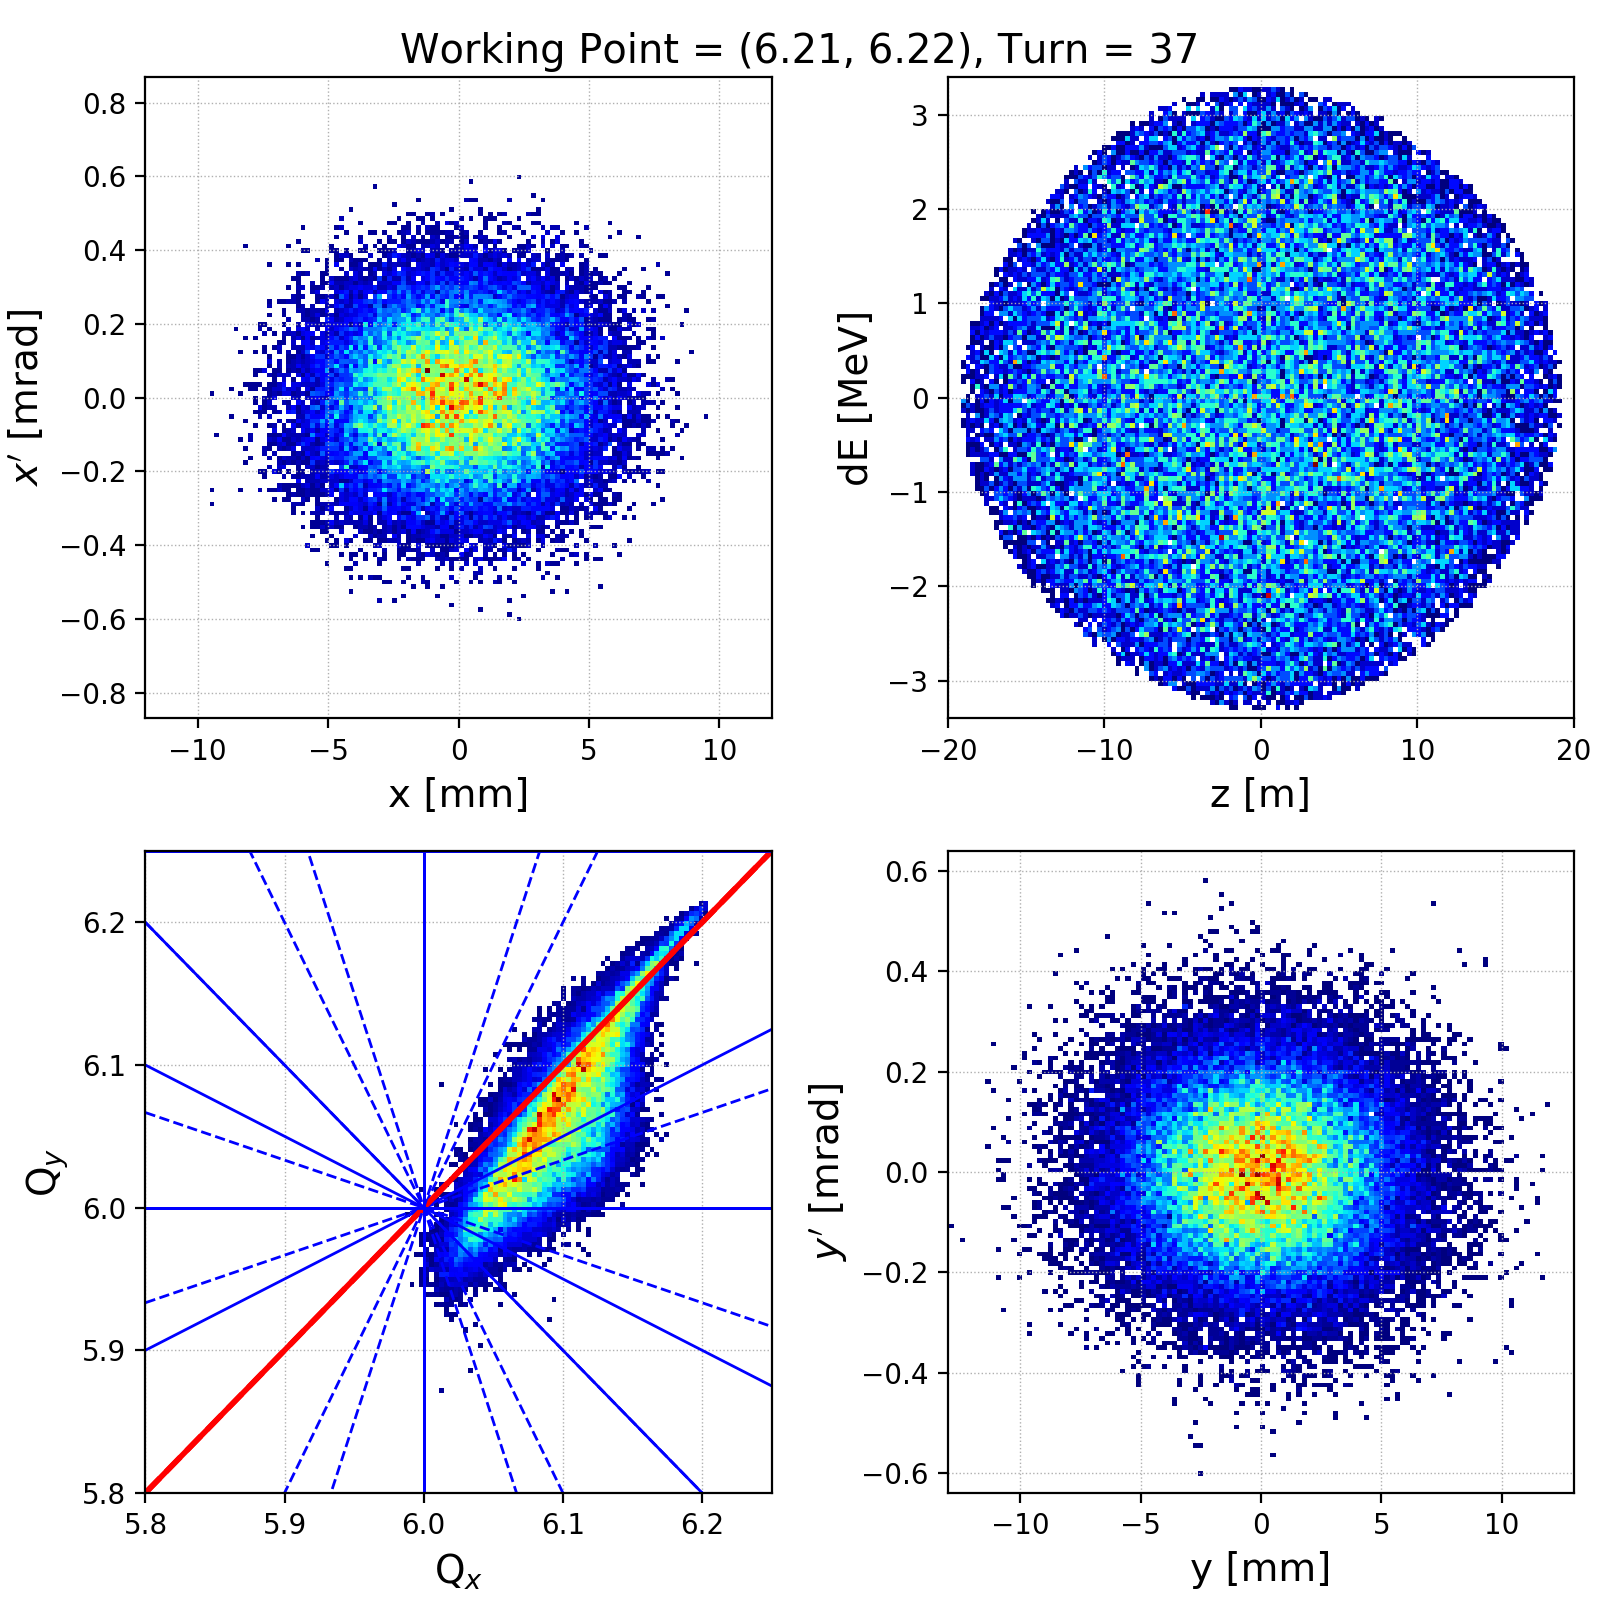 Working Point = (6.21, 6.22), Turn = 37
0.8
0.6
0.4
0.2
0.0
−0.2
−0.4
−0.6
−0.8
x′ [mrad]
−10 −5 0 5 10
x [mm]
3
2
1
0
−1
−2
−3
dE [MeV]
−20 −10 0 10 20
z [m]
6.2
6.1
6.0
5.9
5.8
Qy
5.8 5.9 6.0 6.1 6.2
Qx
0.6
0.4
0.2
0.0
−0.2
−0.4
−0.6
y′ [mrad]
−10 −5 0 5 10
y [mm]